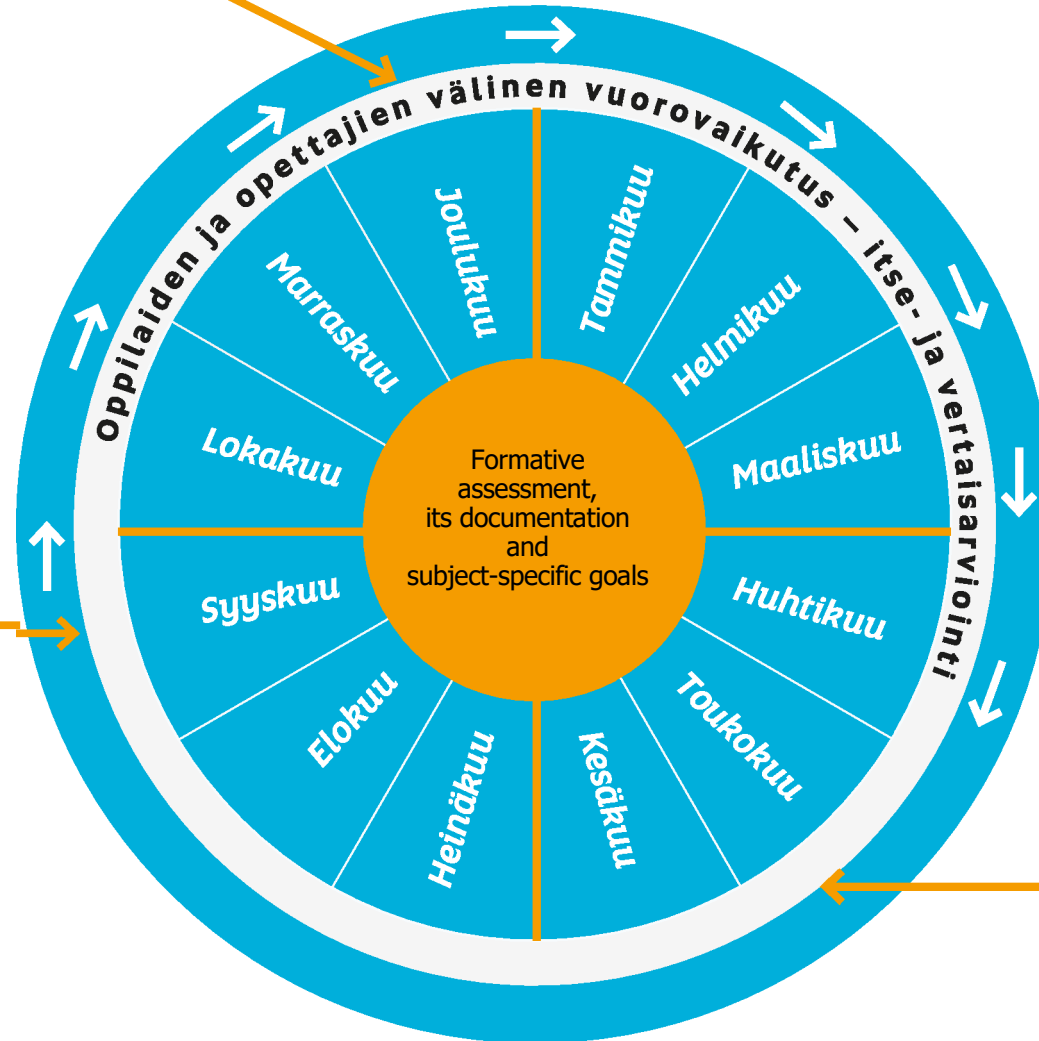 Oppilaiden ja opettajien välinen vuorovaikutus – itse- ja vertaisarviointi
Tammikuu
Helmikuu
Maaliskuu
Huhtikuu
Toukokuu
Kesäkuu
Heinäkuu
Elokuu
Syyskuu
Lokakuu
Marraskuu
Joulukuu
Formative
assessment,
its documentation
and
subject-specific goals